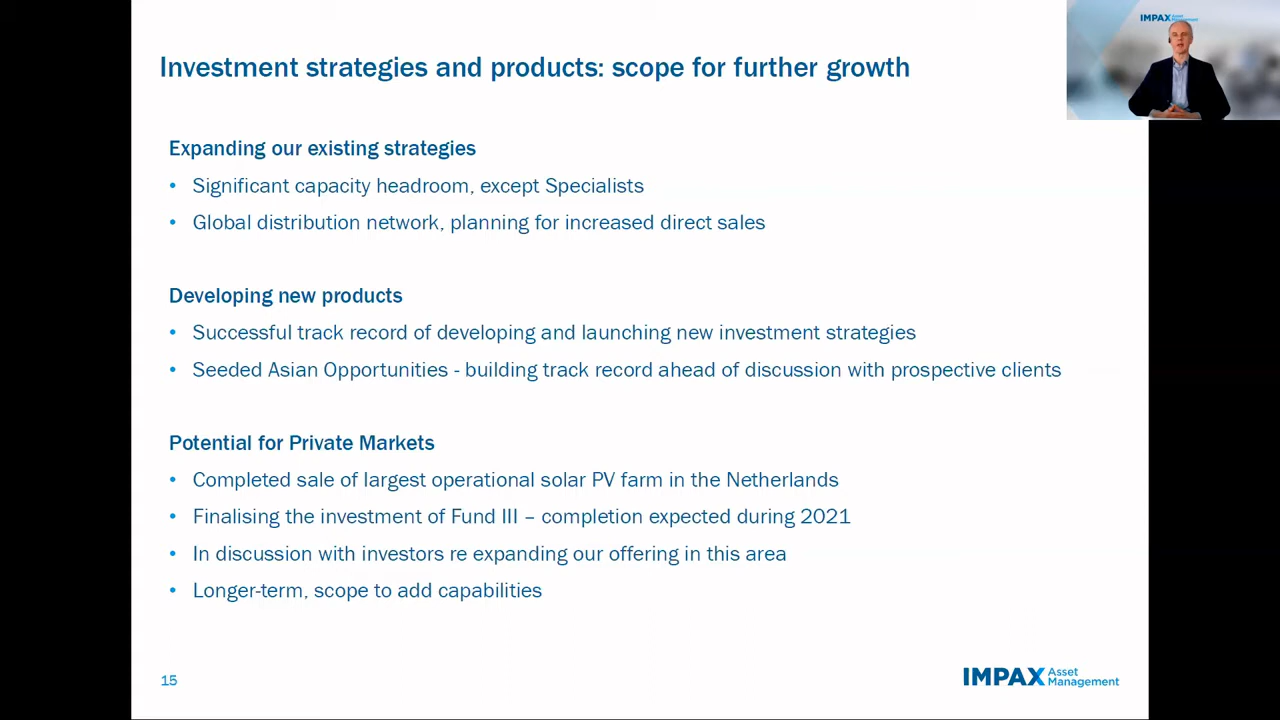 IMPAX Asset
Management
Investment strategies and products: scope for further growth
Expanding our existing strategies
• Significant capacity headroom, except Specialists
• Global distribution network, planning for increased direct sales
Developing new products
• Successful track record of developing and launching new investment strategies
• Seeded Asian Opportunities - building track record ahead of discussion with prospective clients
Potential for Private Markets
• Completed sale of largest operational solar PV farm in the Netherlands
• Finalising the investment of Fund III – completion expected during 2021
• In discussion with investors re expanding our offering in this area
• Longer-term, scope to add capabilities
15
IMPAX Asset
Management